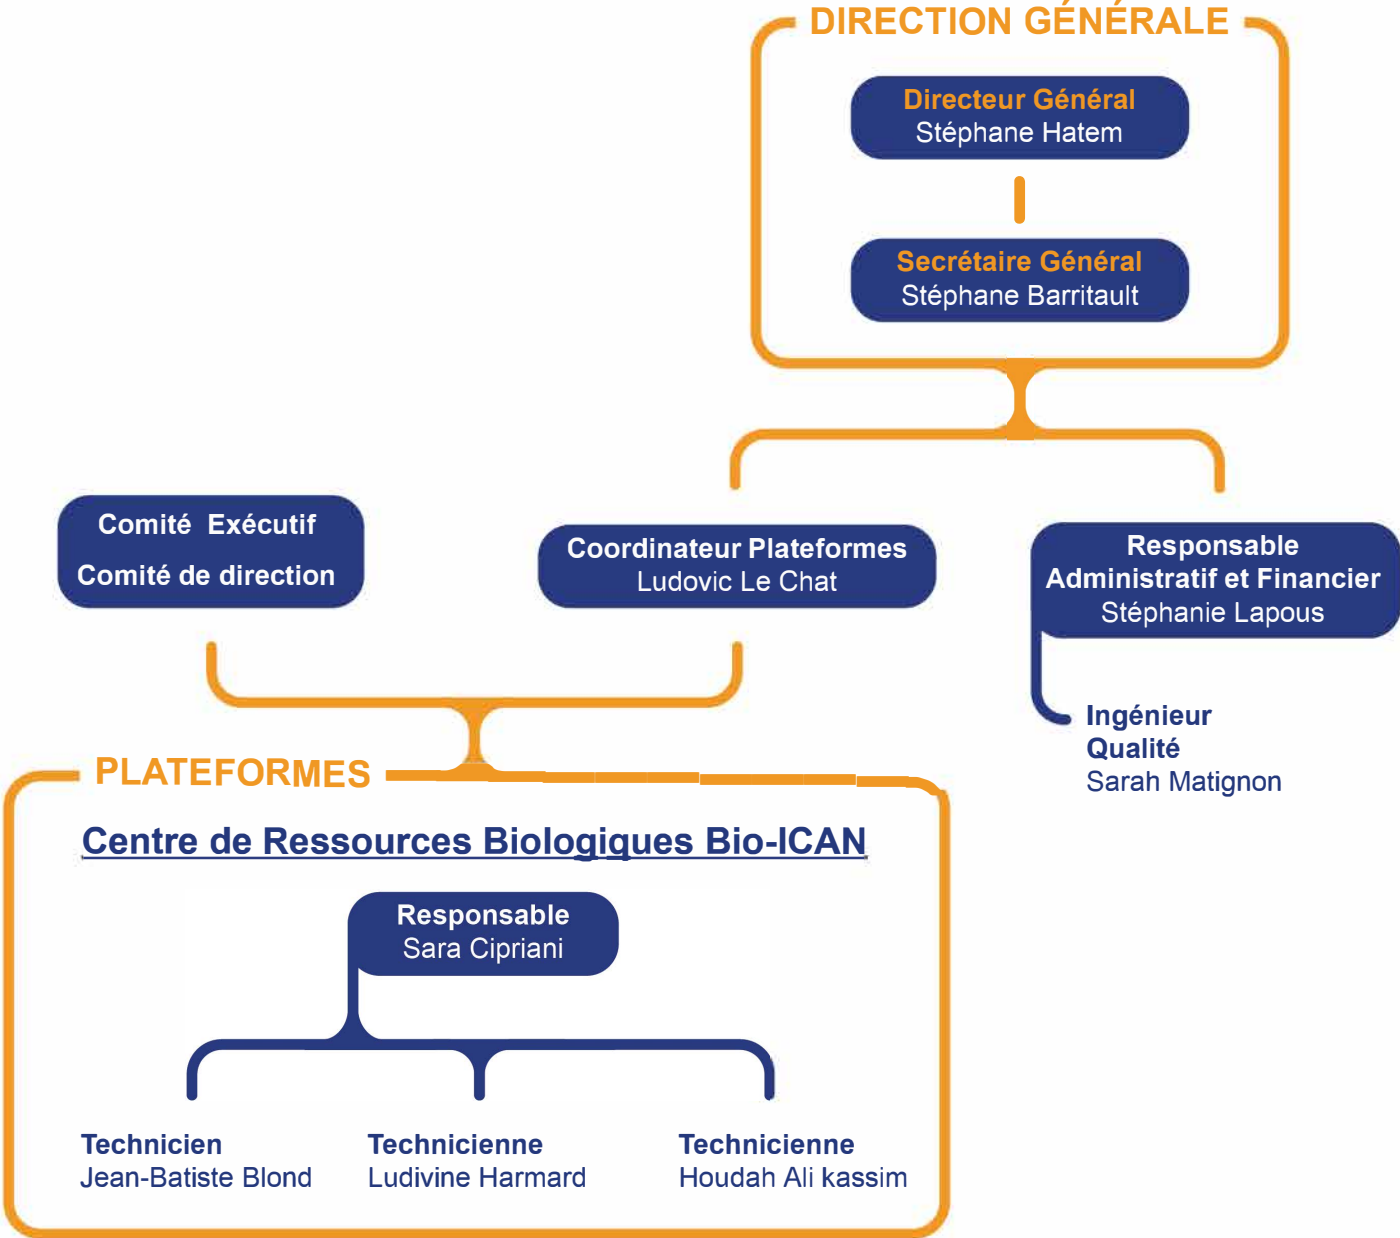 DIRECTION GÉNÉRALE
Directeur Général
Stéphane Hatem
Secrétaire Général
Stéphane Barritault
Comité Exécutif
Comité de direction
Coordinateur Plateformes
Ludovic Le Chat
Responsable
Administratif et Financier
Stéphanie Lapous
Ingénieur
Qualité
Sarah Matignon
PLATEFORMES
Centre de Ressources Biologiques Bio-ICAN
Responsable
Sara Cipriani
Technicien
Jean-Batiste Blond
Technicienne
Ludivine Harmard
Technicienne
Houdah Ali kassim